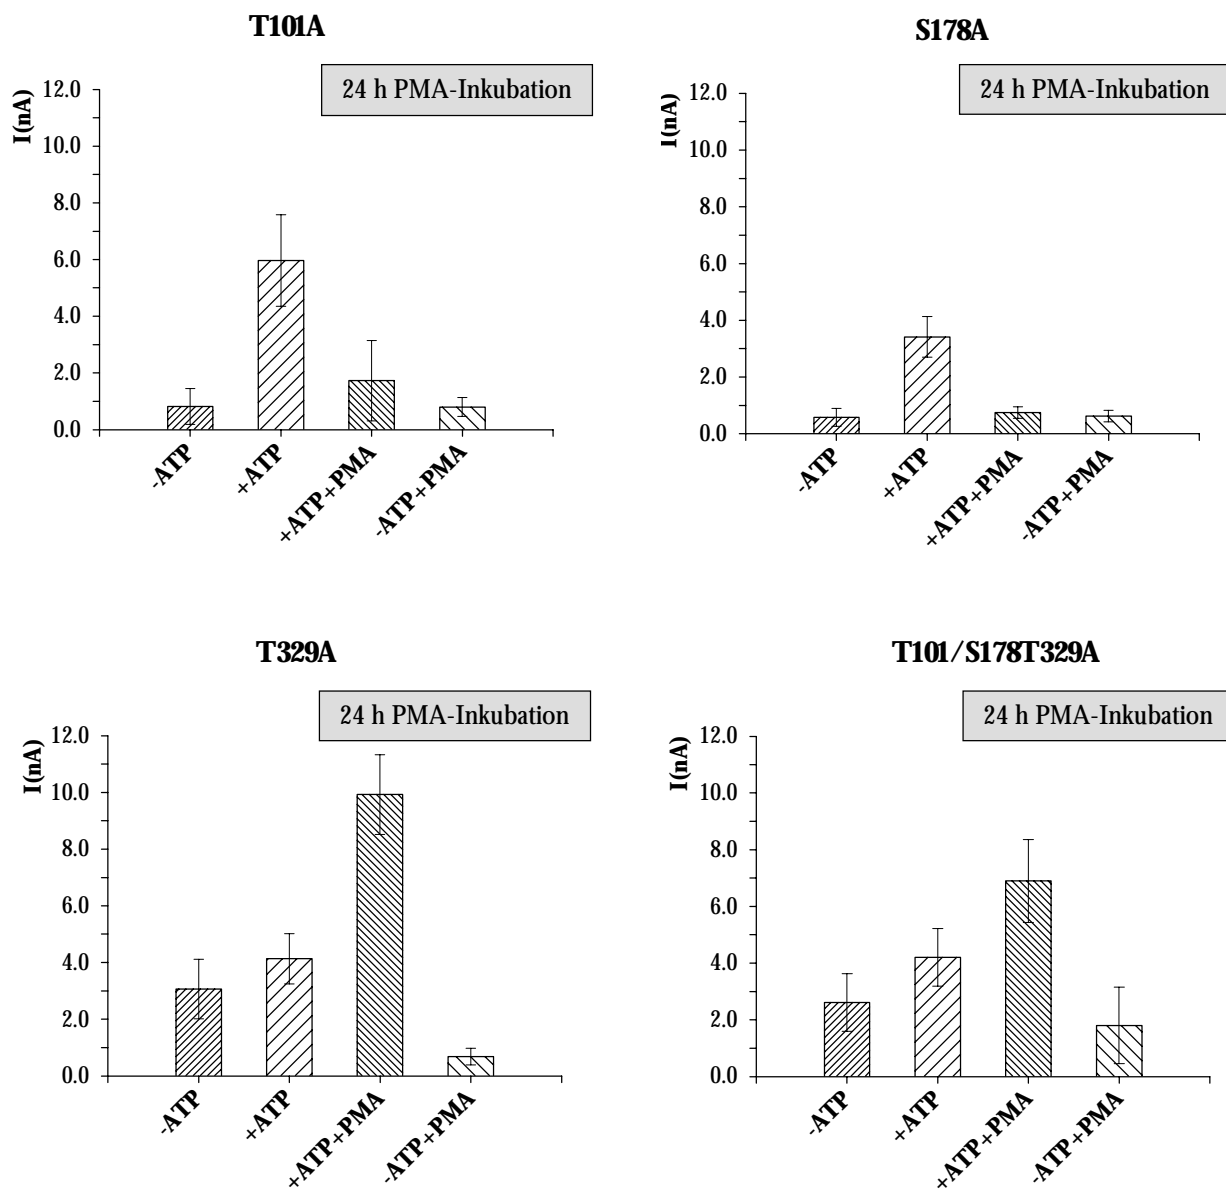 T101A
24 h PMA-Inkubation
I(nA)
12.0
10.0
8.0
6.0
4.0
2.0
0.0
-ATP
+ATP
+ATP+PMA
-ATP+PMA
S178A
24 h PMA-Inkubation
I(nA)
12.0
10.0
8.0
6.0
4.0
2.0
0.0
-ATP
+ATP
+ATP+PMA
-ATP+PMA
T329A
24 h PMA-Inkubation
I(nA)
12.0
10.0
8.0
6.0
4.0
2.0
0.0
-ATP
+ATP
+ATP+PMA
-ATP+PMA
T101/S178T329A
24 h PMA-Inkubation
I(nA)
12.0
10.0
8.0
6.0
4.0
2.0
0.0
-ATP
+ATP
+ATP+PMA
-ATP+PMA